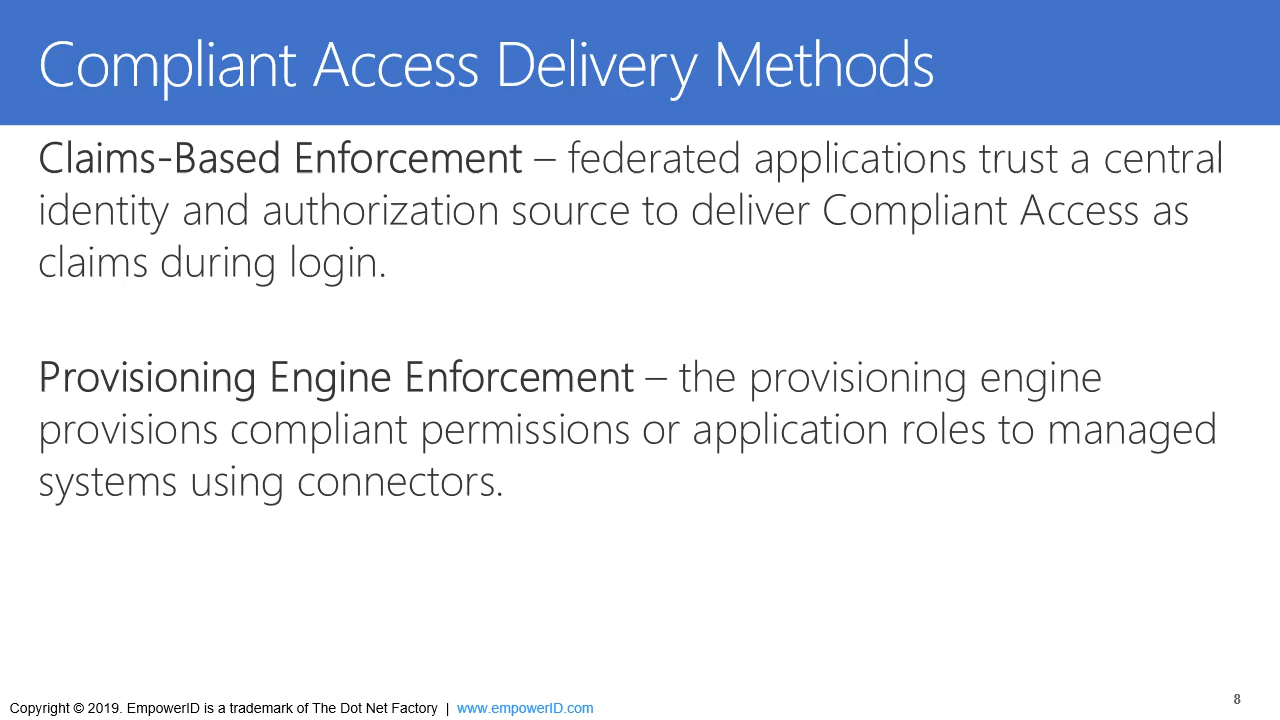 Compliant Access Delivery Methods
Claims-Based Enforcement – federated applications trust a central
identity and authorization source to deliver Compliant Access as
claims during login.
Provisioning Engine Enforcement – the provisioning engine
provisions compliant permissions or application roles to managed
systems using connectors.
Copyright © 2019. EmpowerID is a trademark of The Dot Net Factory | www.empowerID.com
8